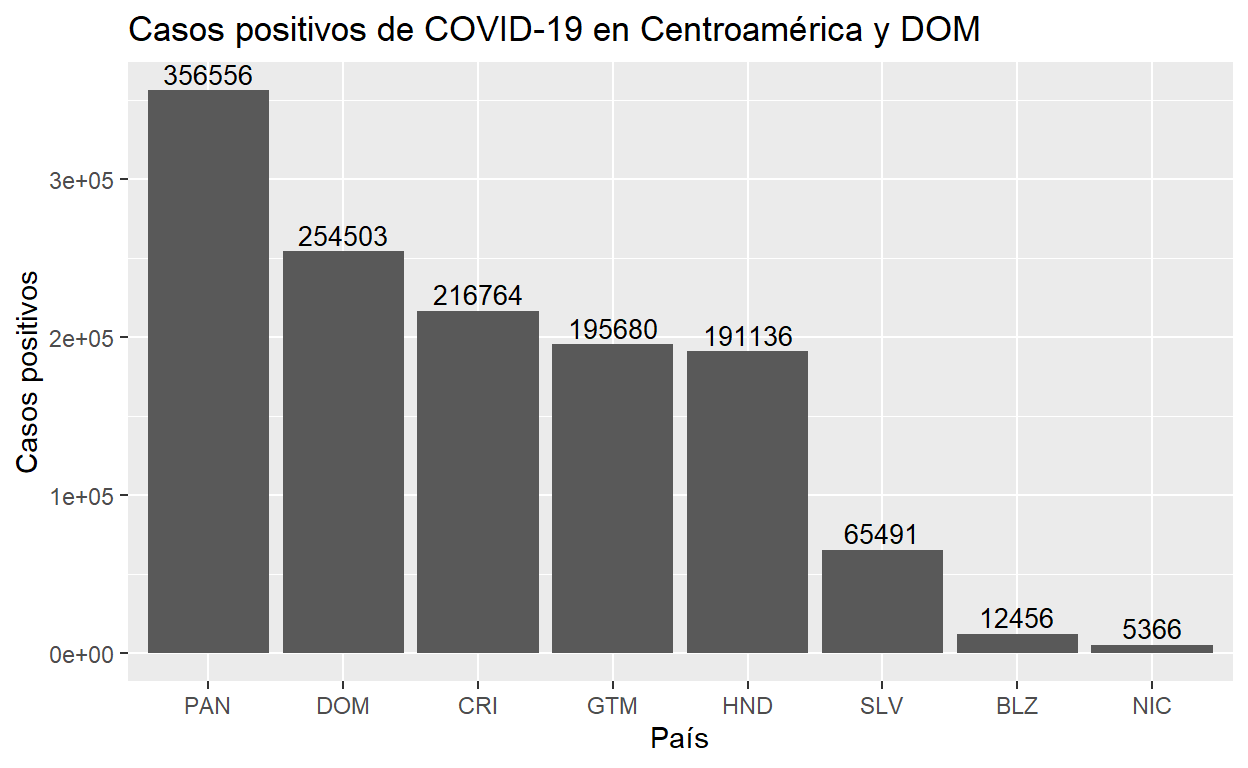 Casos positivos de COVID-19 en Centroamérica y DOM
356556
254503
216764
195680
191136
65491
12456
5366
3e+05
2e+05
1e+05
0e+00
Casos positivos
PAN DOM CRI GTM HND SLV BLZ NIC
País